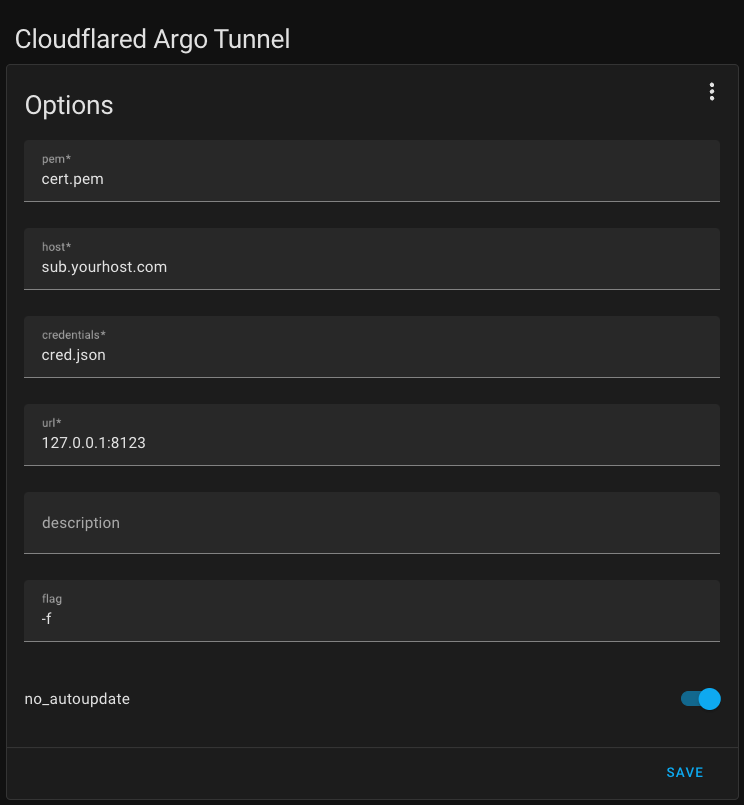 Cloudflared Argo Tunnel
Options
pem*
cert.pem
host*
sub.yourhost.com
credentials*
cred.json
url*
127.0.0.1:8123
description
flag
-f
no_autoupdate
SAVE